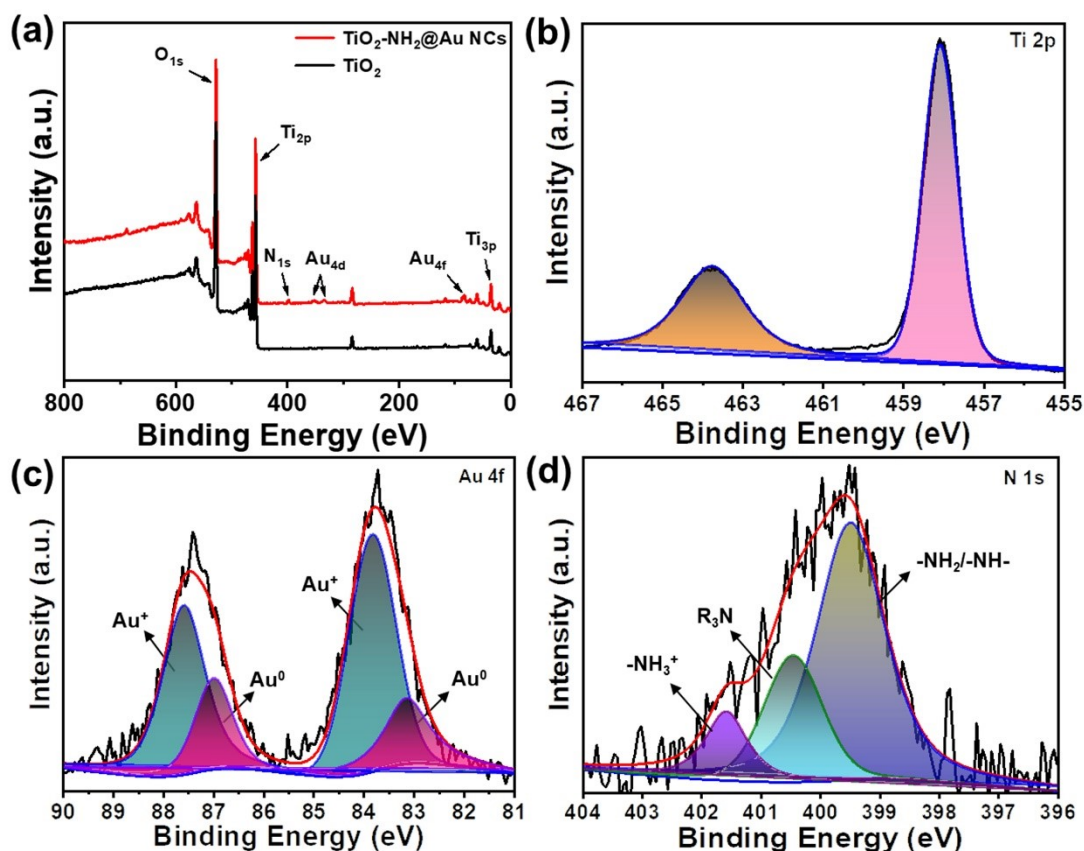 (a)
TiO2-NH2@Au NCs
TiO2
O1s
Ti2p
N1s
Au4d
Au4f
Ti3p
Intensity (a.u.)
800 600 400 200 0
Binding Energy (eV)
(b)
Ti 2p
Intensity (a.u.)
467 465 463 461 459 457 455
Binding Enengy (eV)
(c)
Au 4f
Au+
Au0
Au+
Au0
Intensity (a.u.)
90 89 88 87 86 85 84 83 82 81
Binding Energy (eV)
(d)
N 1s
-NH2/-NH-
R3N
-NH3+
Intensity (a.u.)
404 403 402 401 400 399 398 397 396
Binding Energy (eV)